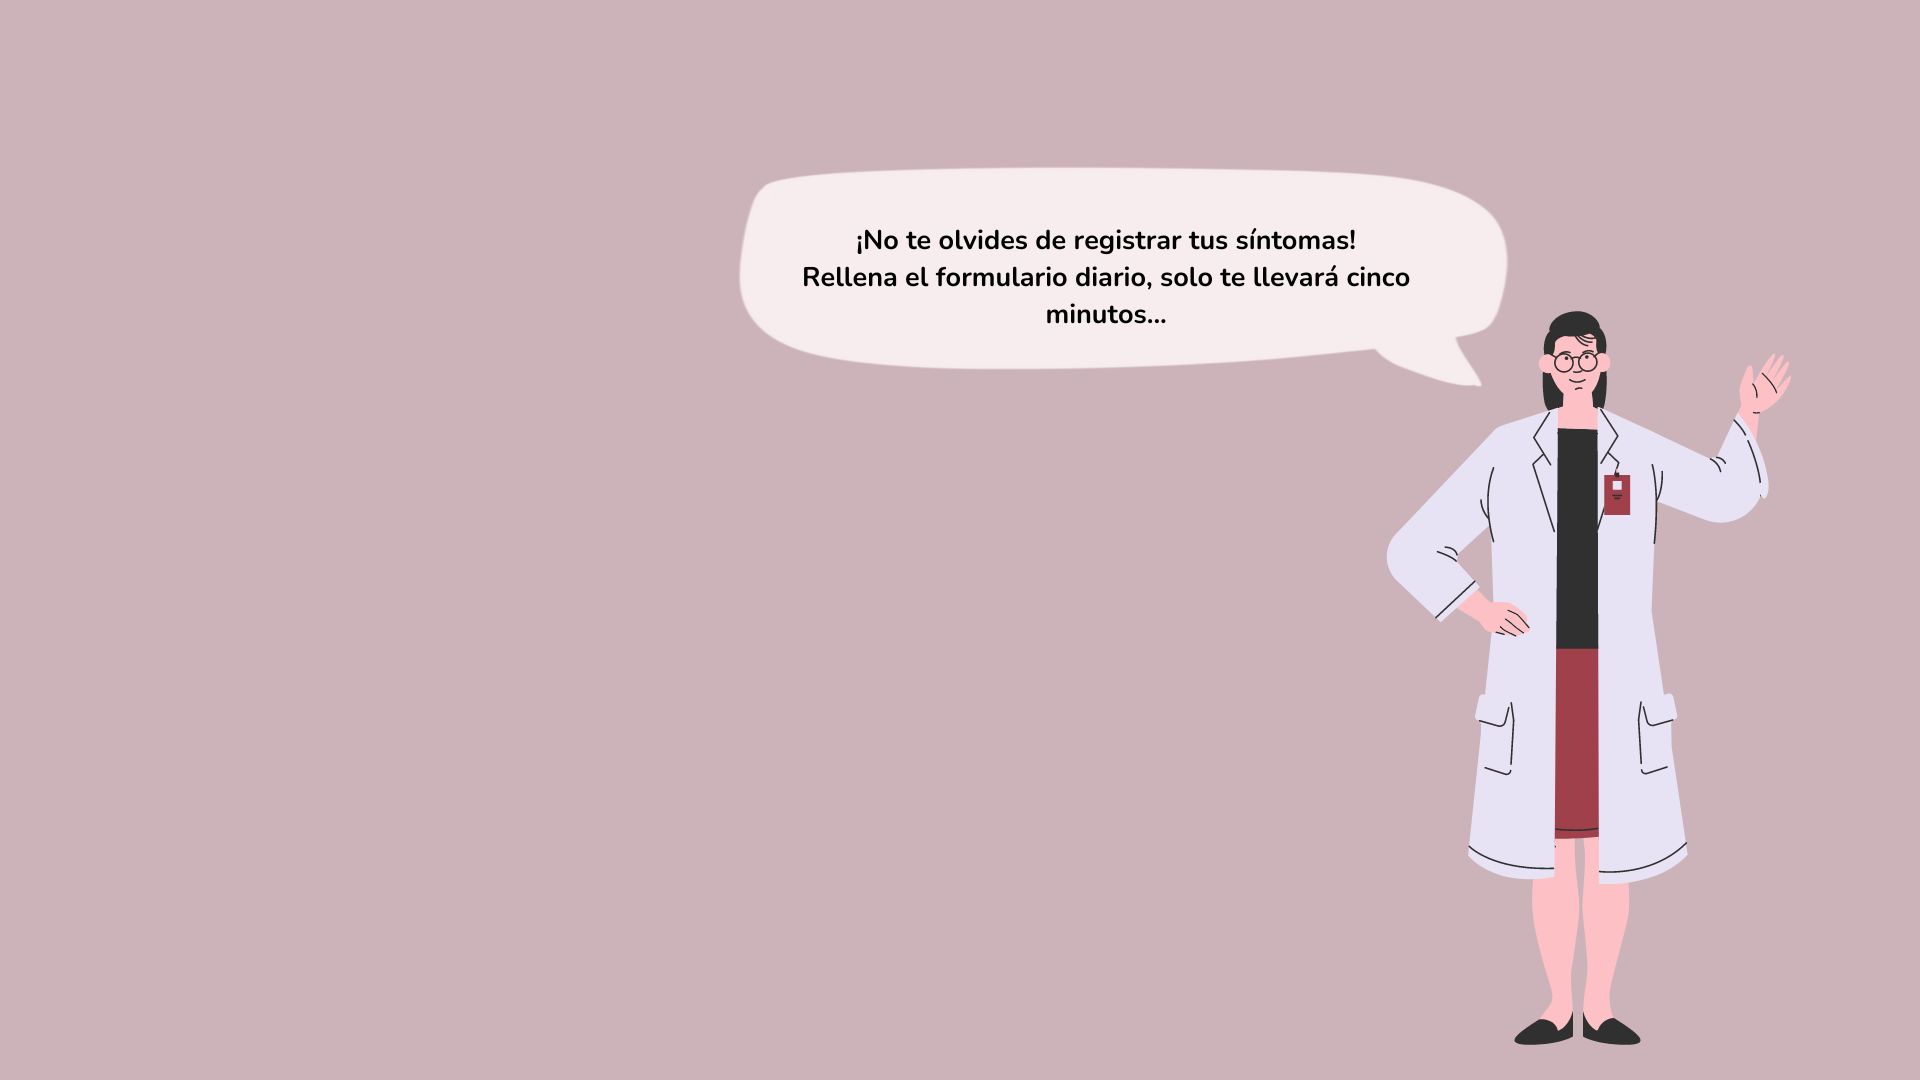 ¡No te olvides de registrar tus síntomas!
Rellena el formulario diario, solo te llevará cinco
minutos...